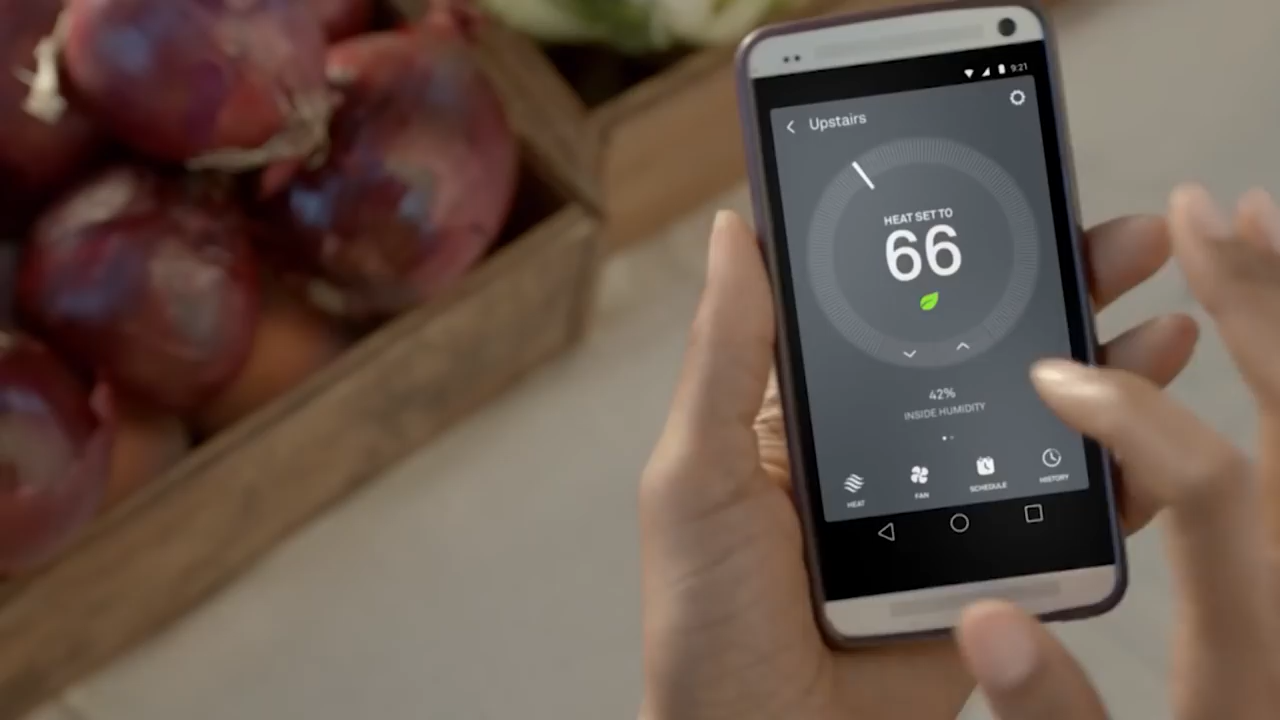 9:21
Upstairs
HEAT SET TO
66
42%
INSIDE HUMIDITY
HEAT
FAN
SCHEDULE
HISTORY